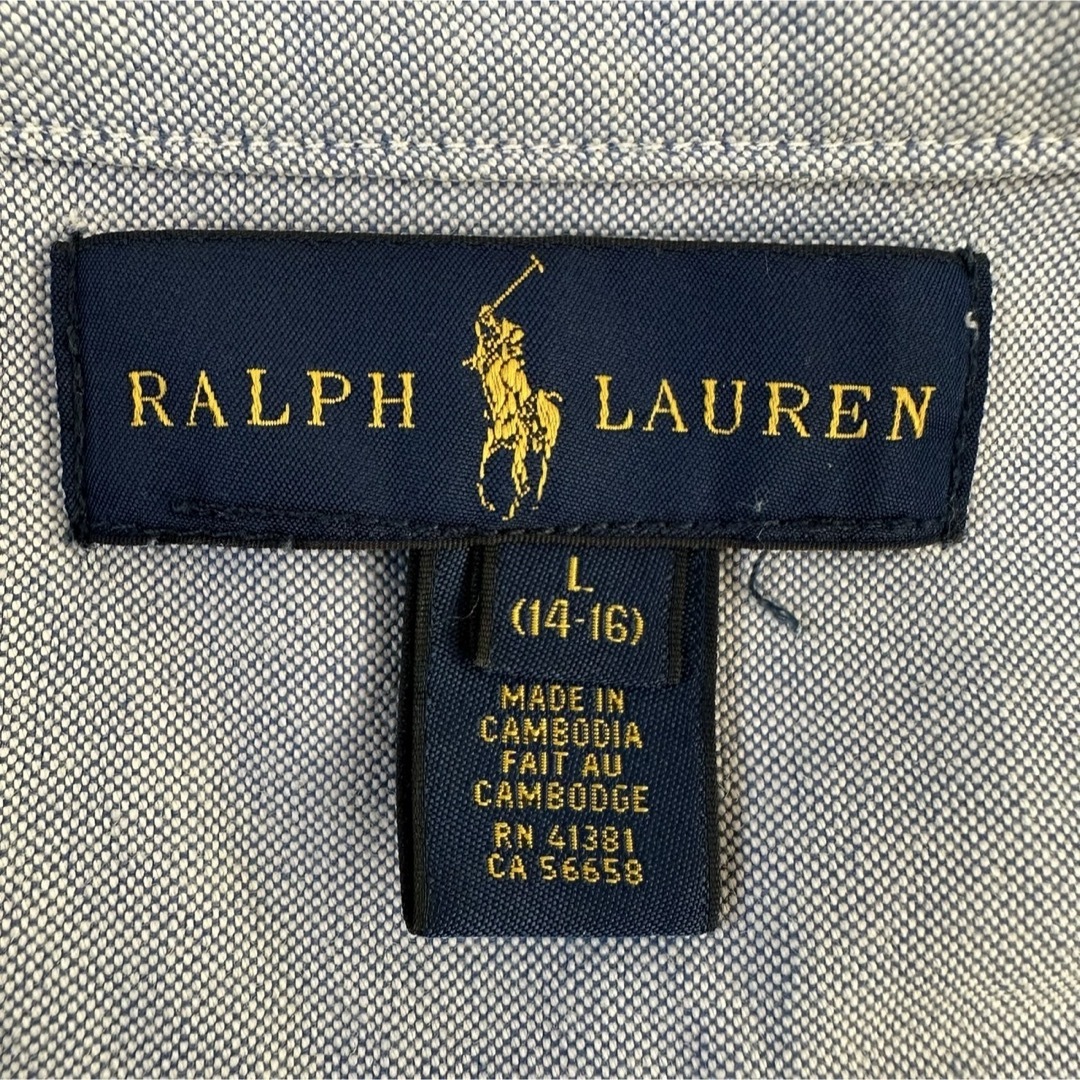 RALPH LAUREN
L
(14-16)
MADE IN
CAMBODIA
FAIT AU
CAMBODGE
RN 41381
CA 56658